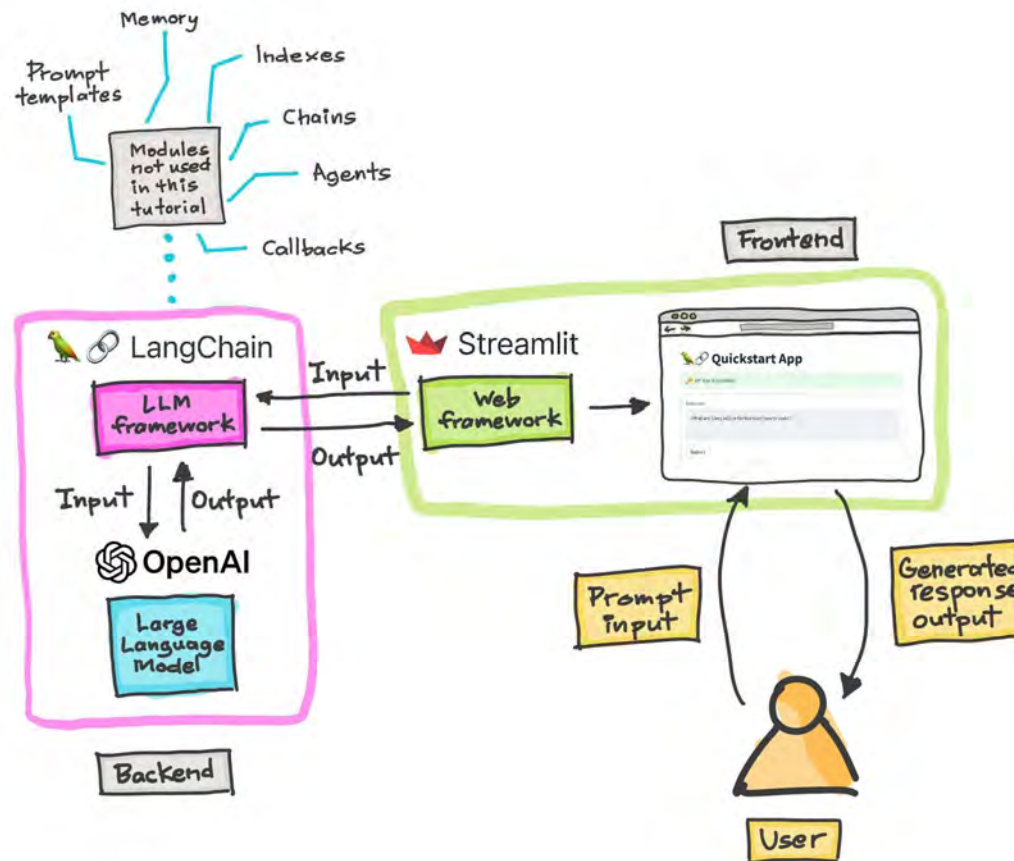 Memory
Indexes
Prompt
templates
Chains
Modules
not used
in this
tutorial
Agents
Callbacks
Frontend
LangChain
Streamlit
Quickstart App
Input
LLM
framework
Web
framework
Output
Submit
Input
Output
OpenAI
Large
Language
Model
Prompt
input
Generated
response
output
Backend
User